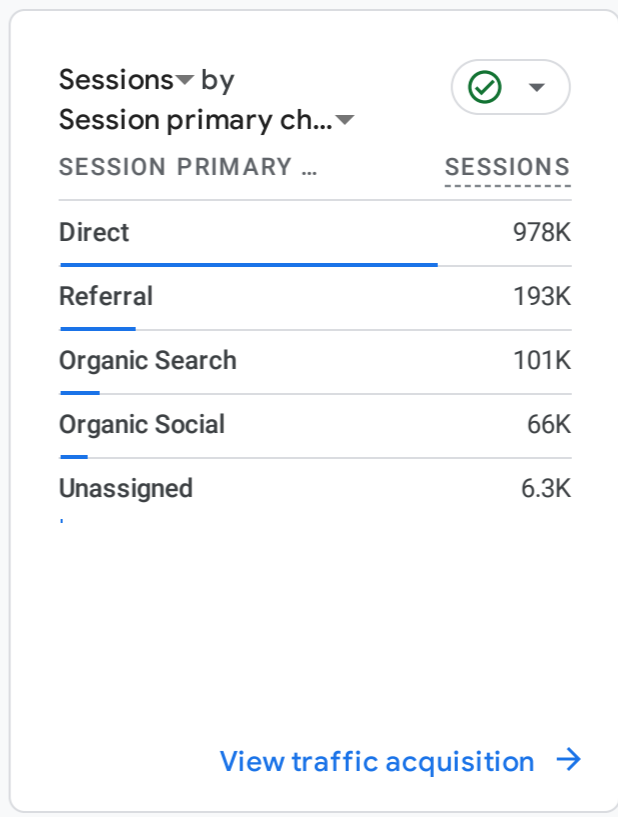 Sessions by
Session primary ch...
SESSION PRIMARY ... SESSIONS
Direct 978K
Referral 193K
Organic Search 101K
Organic Social 66K
Unassigned 6.3K
View traffic acquisition